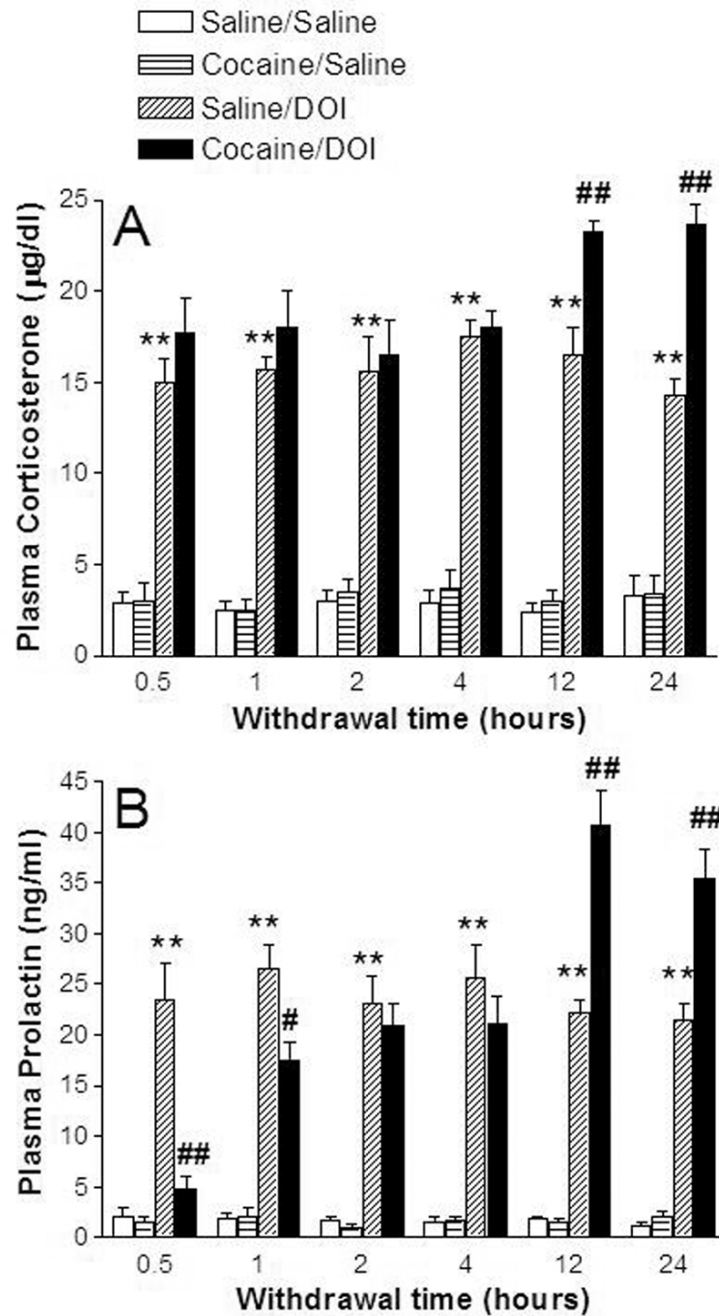 Saline/Saline
Cocaine/Saline
Saline/DOI
Cocaine/DOI
A
Plasma Corticosterone (µg/dl)
25
20
15
10
5
0
** ** ** ** ** ## ** ##
0.5 1 2 4 12 24
Withdrawal time (hours)
B
Plasma Prolactin (ng/ml)
45
40
35
30
25
20
15
10
5
0
** ## ** # ** ** ** ## ** ##
0.5 1 2 4 12 24
Withdrawal time (hours)